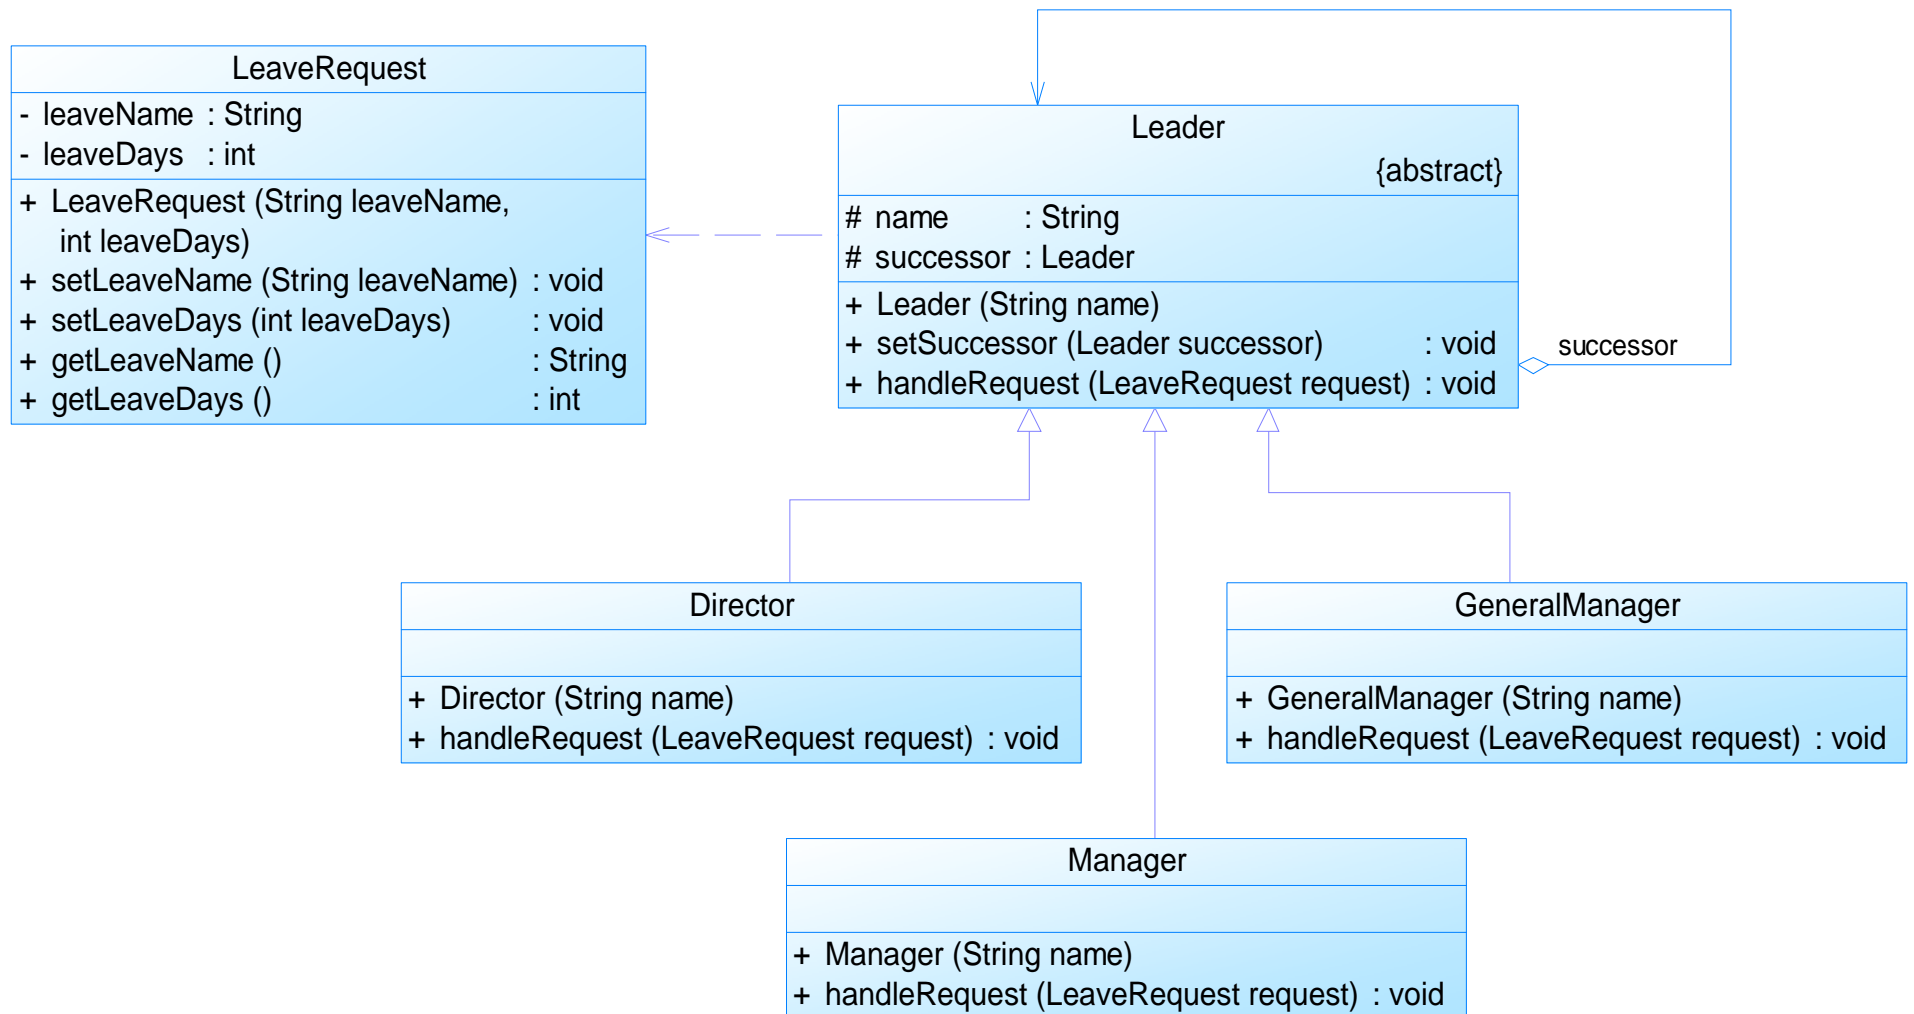 LeaveRequest
- leaveName : String
- leaveDays : int
+ LeaveRequest (String leaveName,
int leaveDays)
+ setLeaveName (String leaveName) : void
+ setLeaveDays (int leaveDays) : void
+ getLeaveName () : String
+ getLeaveDays () : int
Leader
{abstract}
# name : String
# successor : Leader
+ Leader (String name)
+ setSuccessor (Leader successor) : void
+ handleRequest (LeaveRequest request) : void
successor
Director
+ Director (String name)
+ handleRequest (LeaveRequest request) : void
GeneralManager
+ GeneralManager (String name)
+ handleRequest (LeaveRequest request) : void
Manager
+ Manager (String name)
+ handleRequest (LeaveRequest request) : void